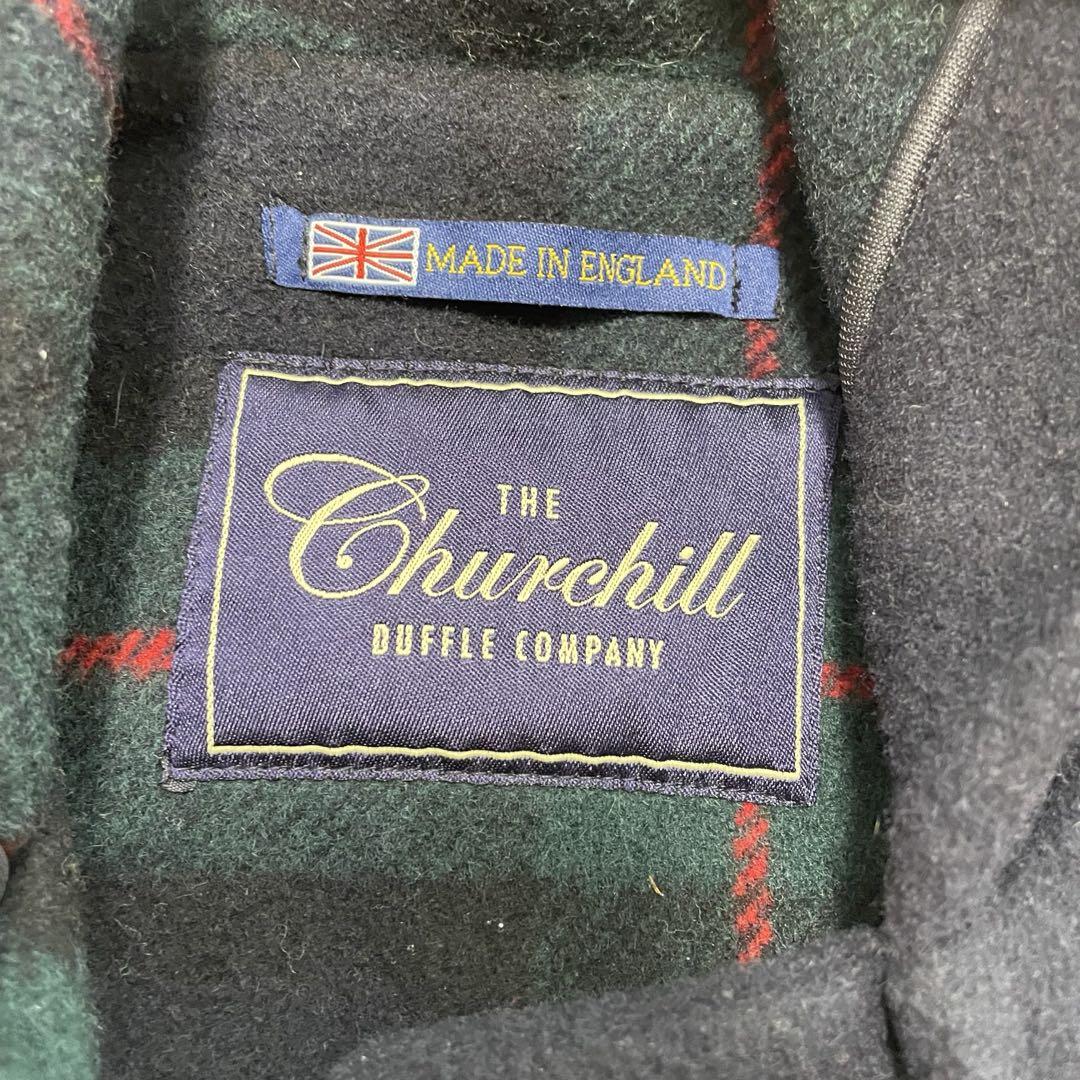 MADE IN ENGLAND
THE
Churchill
DUFFLE COMPANY